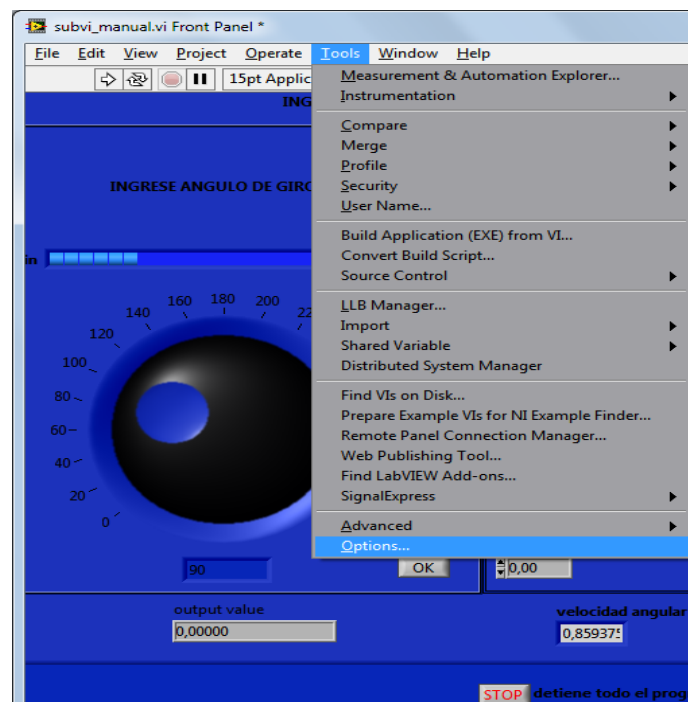 subvi_manual.vi Front Panel *
File Edit View Project Operate Tools Window Help
15pt Applic
Measurement & Automation Explorer...
Instrumentation
Compare
Merge
Profile
Security
User Name...
Build Application (EXE) from VI...
Convert Build Script...
Source Control
LLB Manager...
Import
Shared Variable
Distributed System Manager
Find VIs on Disk...
Prepare Example VIs for NI Example Finder...
Remote Panel Connection Manager...
Web Publishing Tool...
Find LabVIEW Add-ons...
SignalExpress
Advanced
Options...
ING
INGRESE ANGULO DE GIRO
in
0 20 40 60 80 100 120 140 160 180 200 22
90
OK
0,00
output value
0,00000
velocidad angular
0,859375
STOP detiene todo el prog